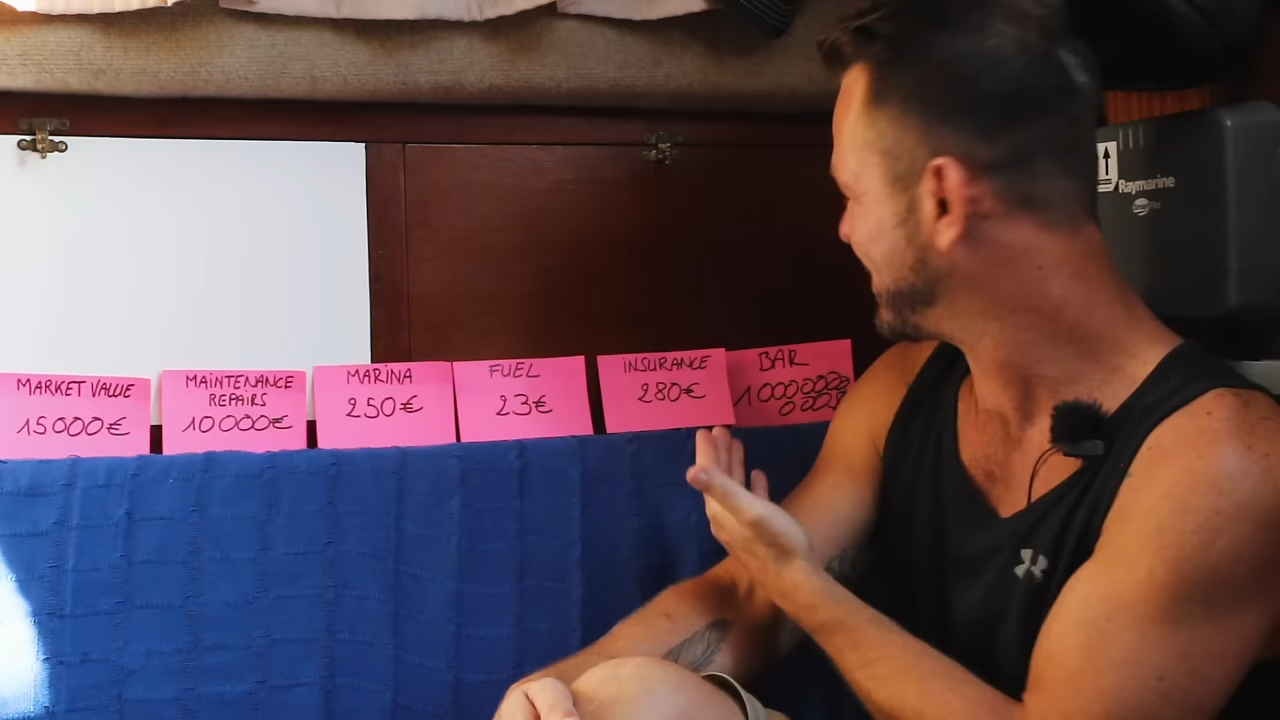 MARKET VALUE
15000€
MAINTENANCE
REPAIRS
10000€
MARINA
250€
FUEL
23€
INSURANCE
280€
BAR
Raymarine